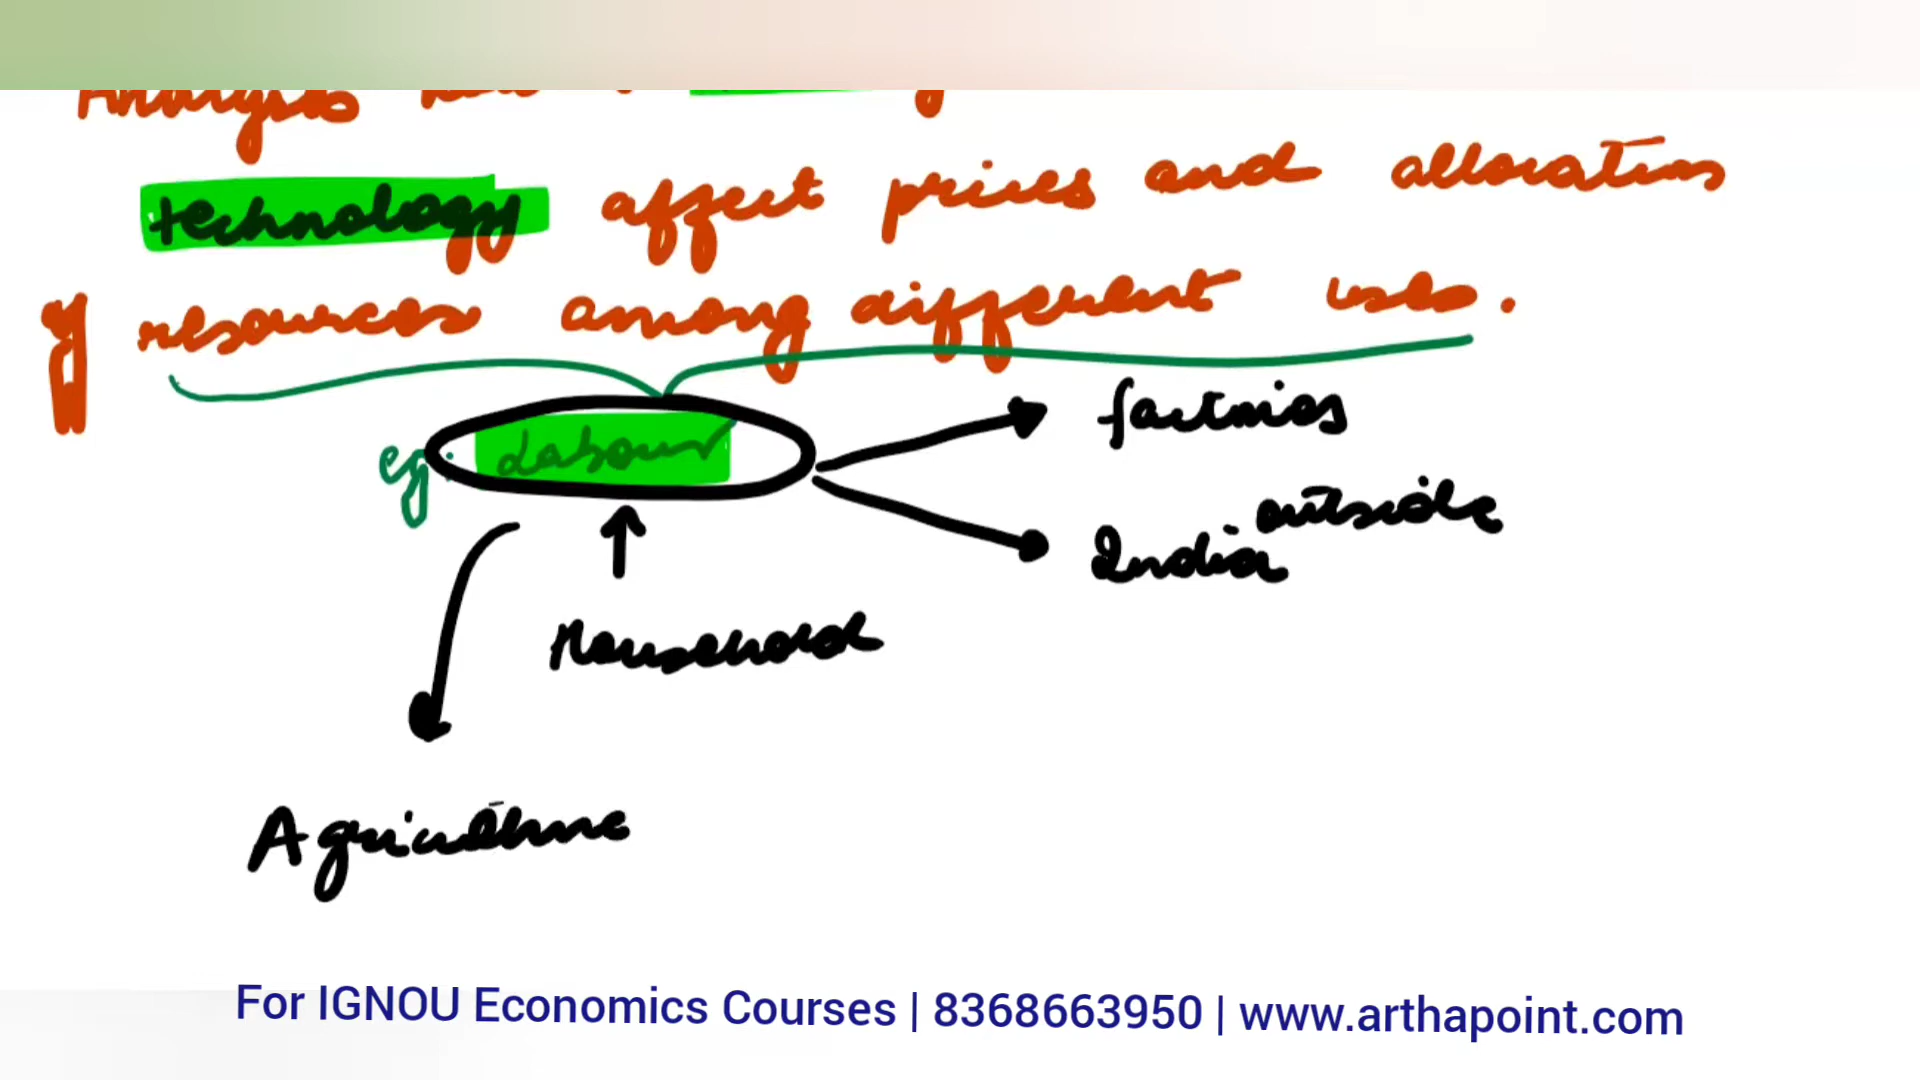 Analysis
technology affect prices and allocation
of resources among different uses.
eg: Labour
factories
outside
India
Household
Agriculture
For IGNOU Economics Courses | 8368663950 | www.arthapoint.com